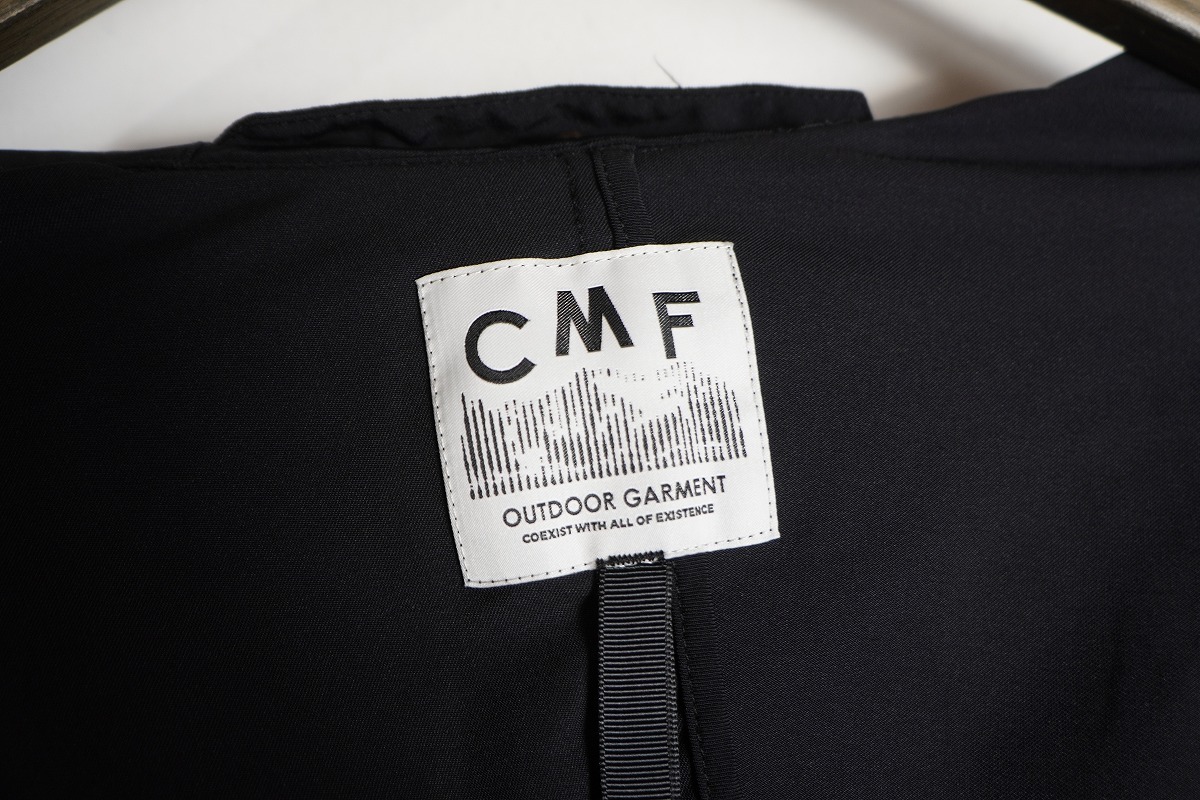 CMF
OUTDOOR GARMENT
COEXIST WITH ALL OF EXISTENCE